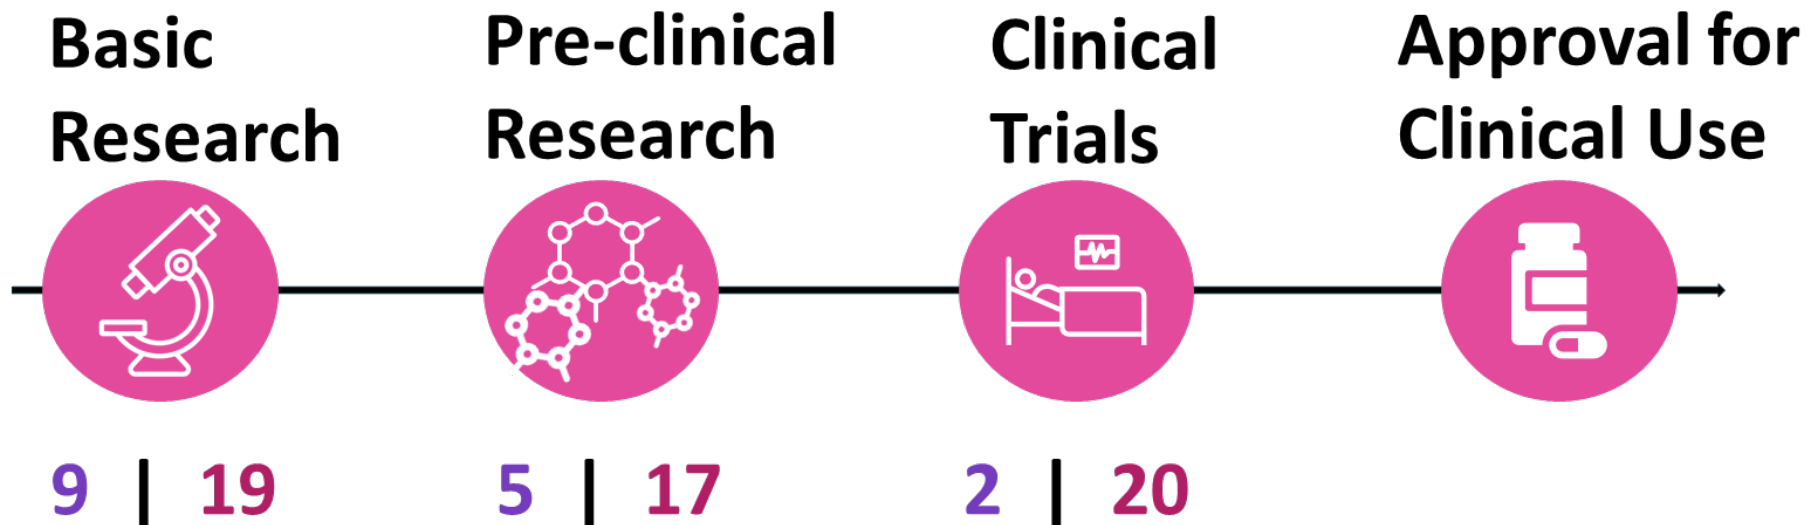 Basic
Research
Pre-clinical
Research
Clinical
Trials
Approval for
Clinical Use
9 | 19
5 | 17
2 | 20